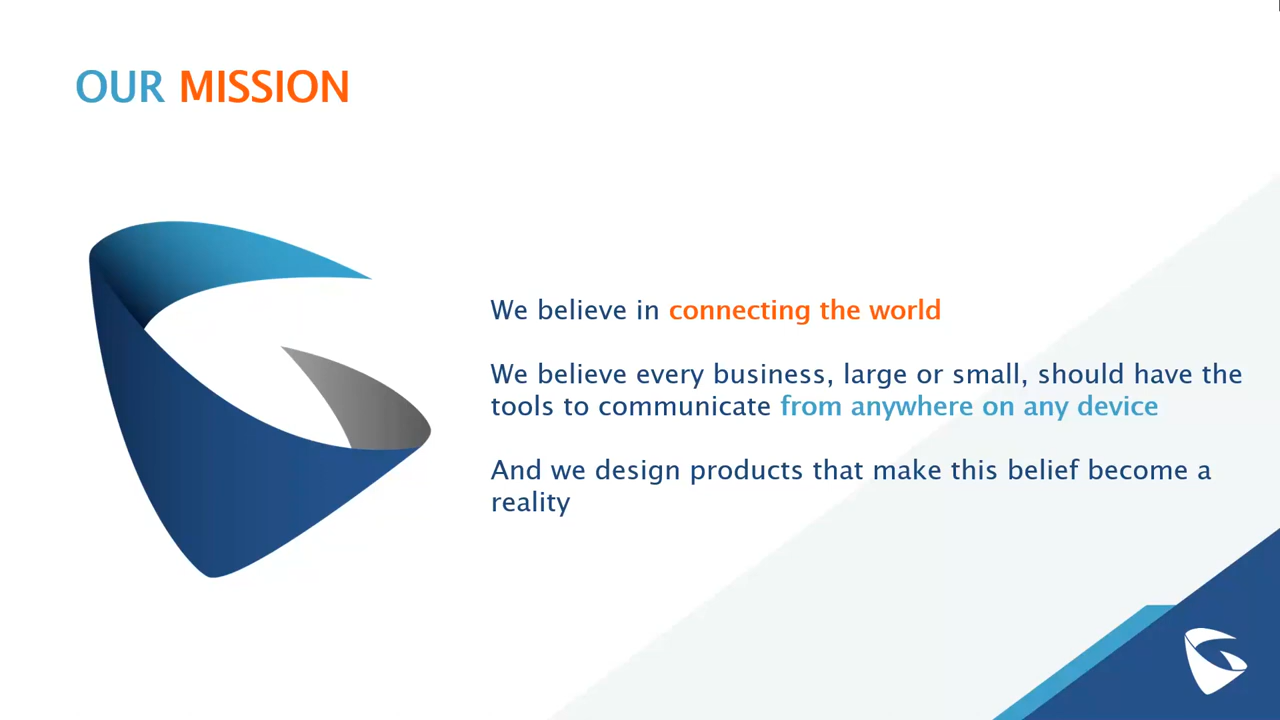 OUR MISSION
We believe in connecting the world
We believe every business, large or small, should have the
tools to communicate from anywhere on any device
And we design products that make this belief become a
reality